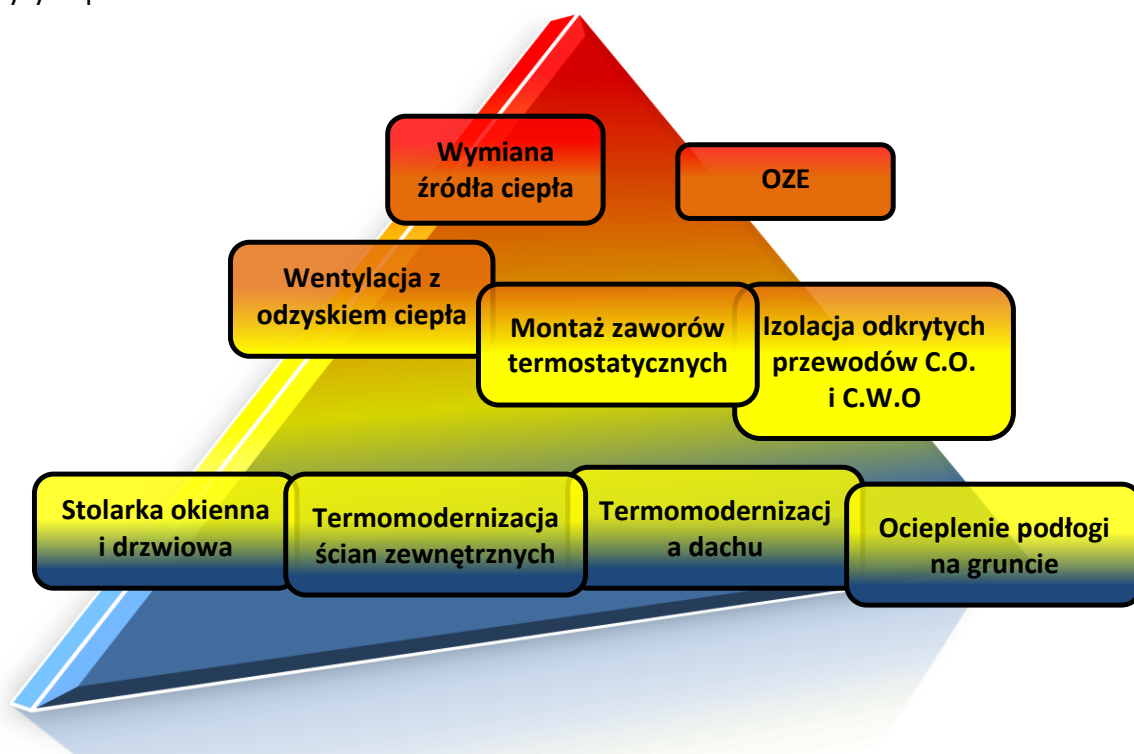 Wymiana
źródła ciepła
OZE
Wentylacja z
odzyskiem ciepła
Montaż zaworów
termostatycznych
Izolacja odkrytych
przewodów C.O.
i C.W.O
Stolarka okienna
i drzwiowa
Termomodernizacja
ścian zewnętrznych
Termomodernizacj
a dachu
Ocieplenie podłogi
na gruncie